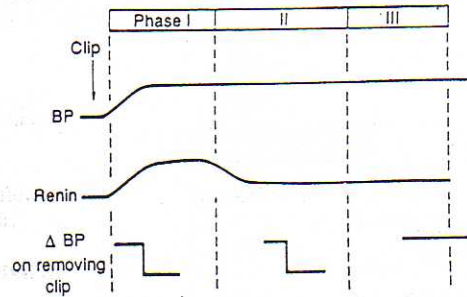 Phase I II III
Clip
BP
Renin
Δ BP
on removing
clip